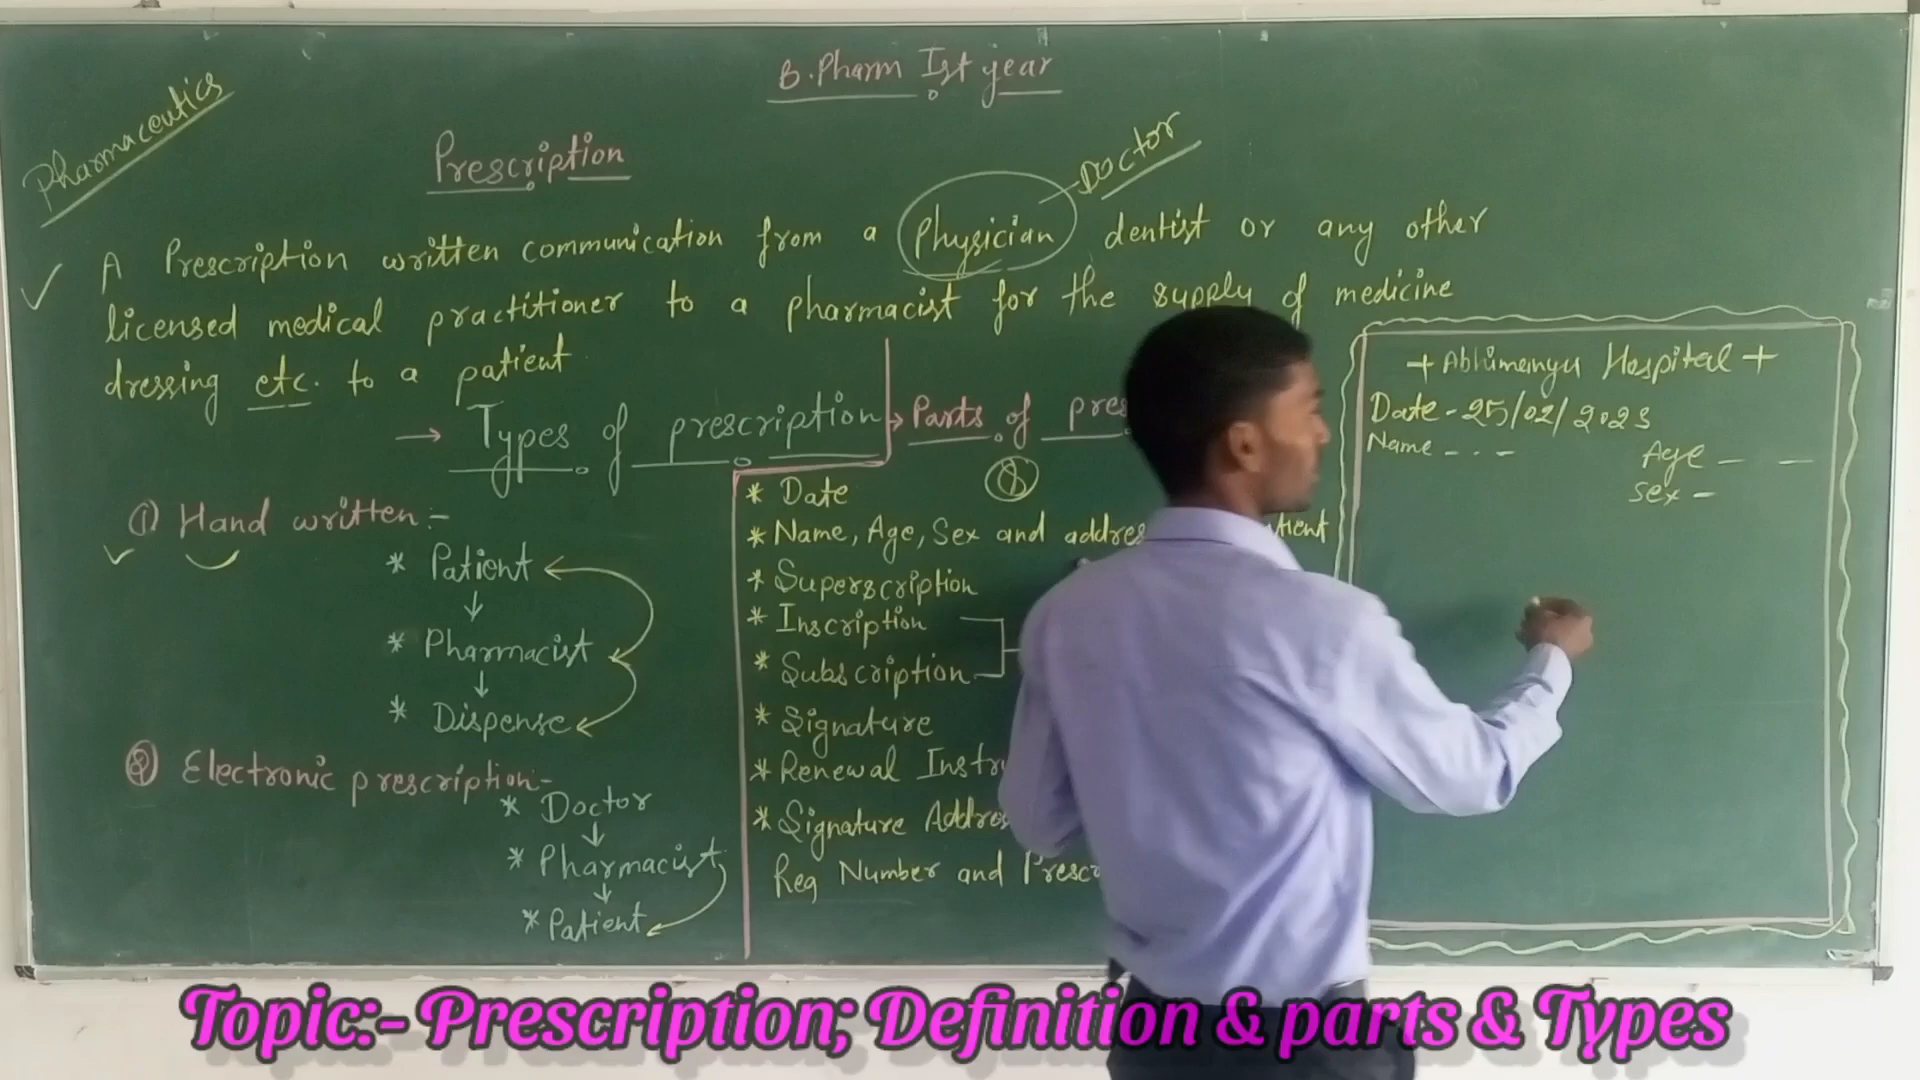 B.Pharm Ist year
Pharmaceutics
Prescription
Doctor
A Prescription written communication from a Physician dentist or any other
licensed medical practitioner to a pharmacist for the supply of medicine
dressing etc. to a patient
→ Types of prescription
① Hand written:-
* Patient
↓
* Pharmacist
↓
* Dispense
② Electronic prescription:-
* Doctor
↓
* Pharmacist
↓
* Patient
→ Parts of
* Date
* Name, Age, Sex and
* Superscription
* Inscription
* Subscription
* Signature
* Renewal
* Signature
Reg Number and
+ Abhimanyu Hospital +
Date - 25/02/2023
Name - - -
Age - -
Sex -
Topic:- Prescription; Definition & parts & Types